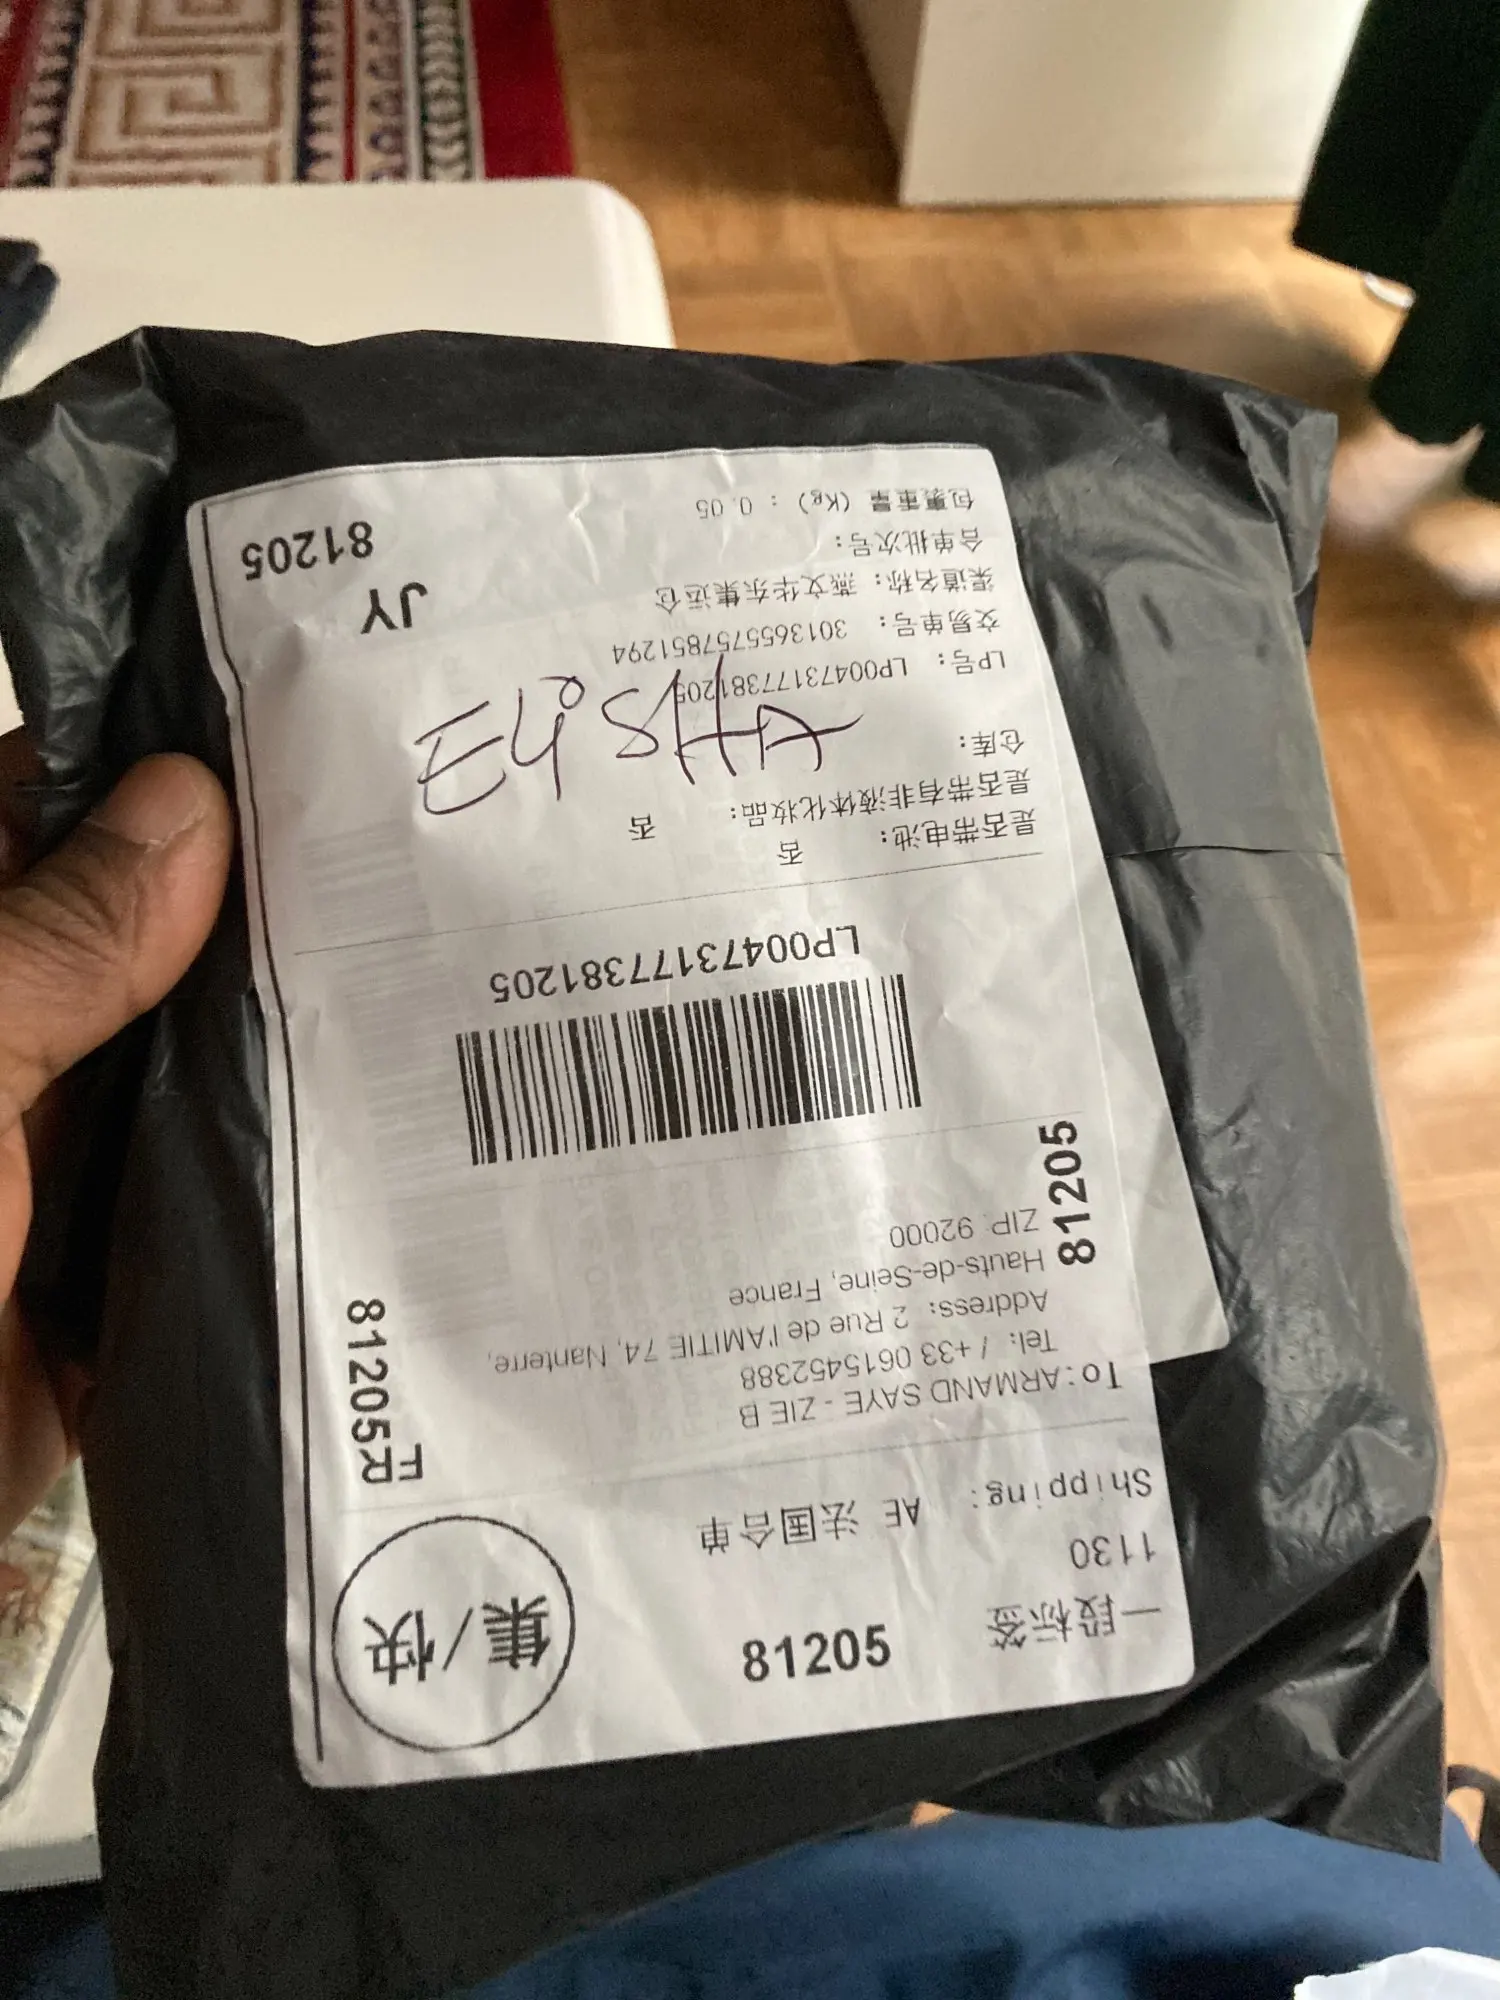 一段标签
81205
集/快
1130
Shipping: AE 法国合单
To:ARMAND SAYE - ZIE B
Tel: / +33 0615452388
Address: 2 Rue de l'AMITIE 74, Nanterre,
Hauts-de-Seine, France
ZIP: 92000
FR
81205
81205
LP00473177381205
是否带电池: 否
是否带有非液体化妆品: 否
仓库:
LP号: LP00473177381205
交易单号: 3013655757851294
渠道名称: 燕文华东集运仓
合单批次号:
包裹重量 (Kg) : 0.05
JY
81205